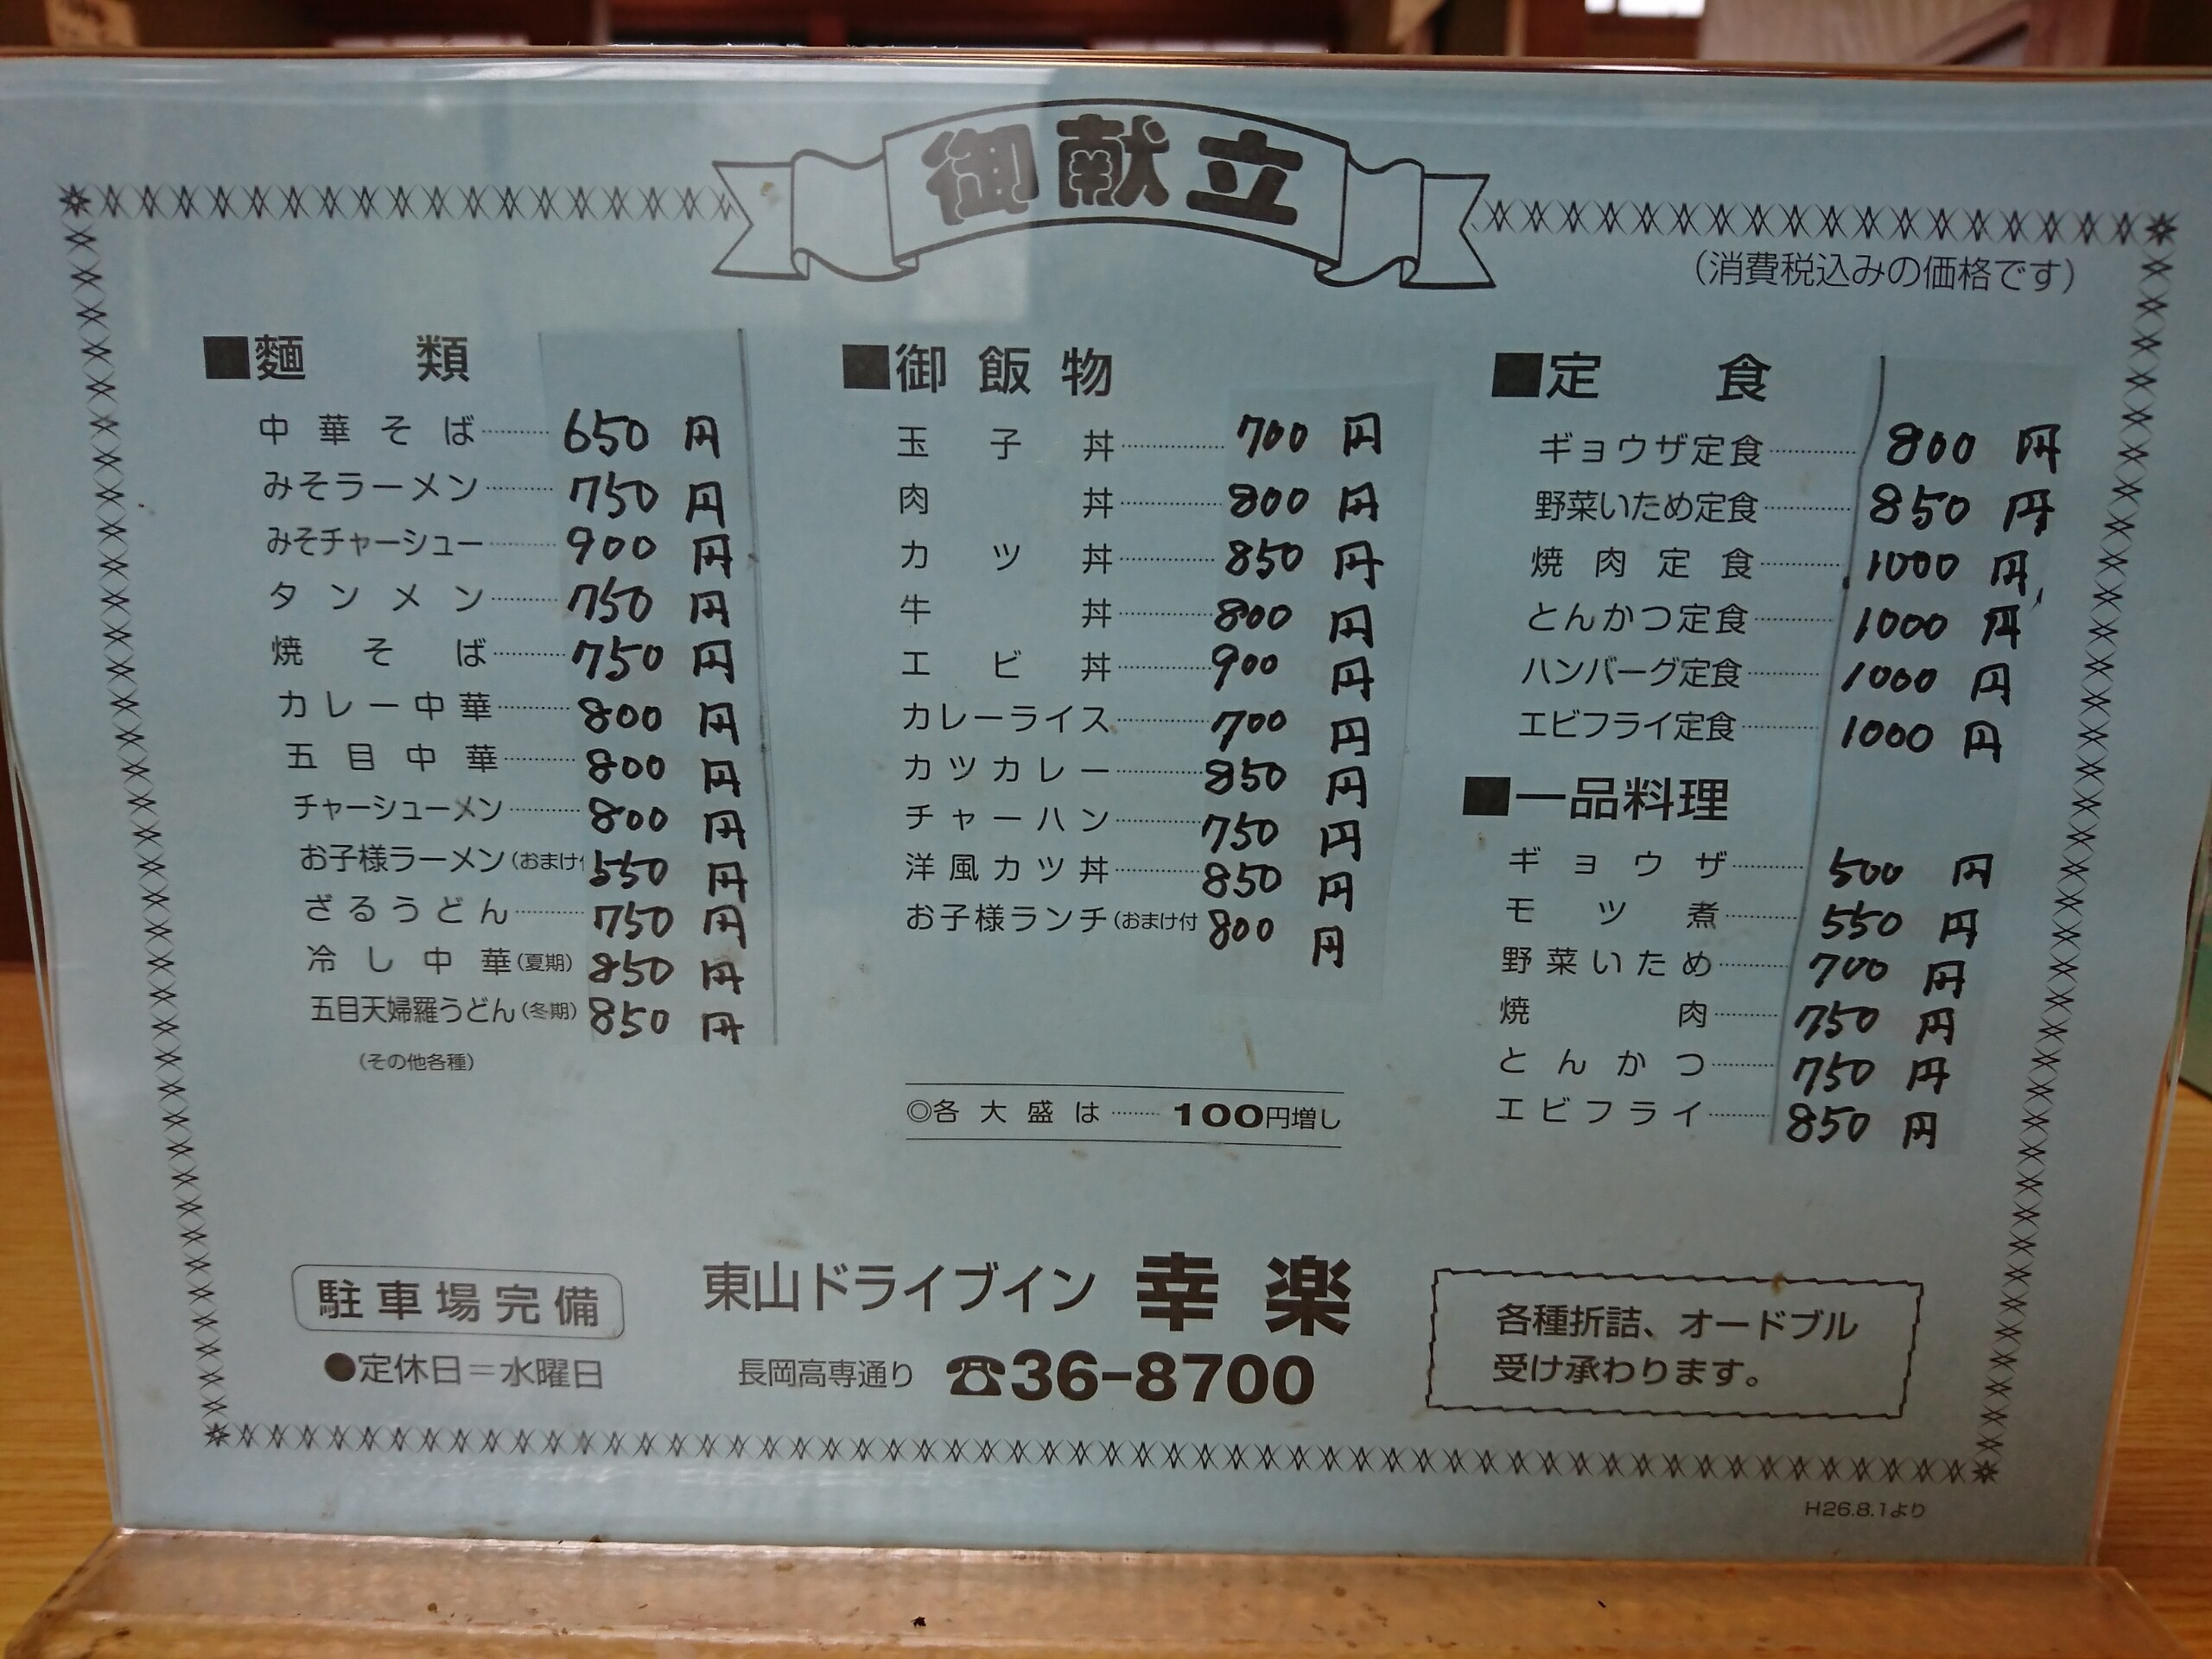 御献立
(消費税込みの価格です)
■麺類
中華そば………650円
みそラーメン………750円
みそチャーシュー………900円
タンメン………750円
焼そば………750円
カレー中華………800円
五目中華………800円
チャーシューメン………800円
お子様ラーメン(おまけ 550円
ざるうどん………750円
冷し中華(夏期) 850円
五目天婦羅うどん(冬期) 850円
(その他各種)
■御飯物
玉子丼………700円
肉丼………800円
カツ丼………850円
牛丼………800円
エビ丼………900円
カレーライス………700円
カツカレー………850円
チャーハン………750円
洋風カツ丼………850円
お子様ランチ(おまけ付 800円
◎各大盛は………100円増し
■定食
ギョウザ定食………800円
野菜いため定食………850円
焼肉定食………1000円
とんかつ定食………1000円
ハンバーグ定食………1000円
エビフライ定食………1000円
■一品料理
ギョウザ………500円
モツ煮………550円
野菜いため………700円
焼肉………750円
とんかつ………750円
エビフライ………850円
駐車場完備
●定休日=水曜日
東山ドライブイン 幸楽
長岡高専通り ☎36-8700
各種折詰、オードブル
受け承わります。
H26.8.1より